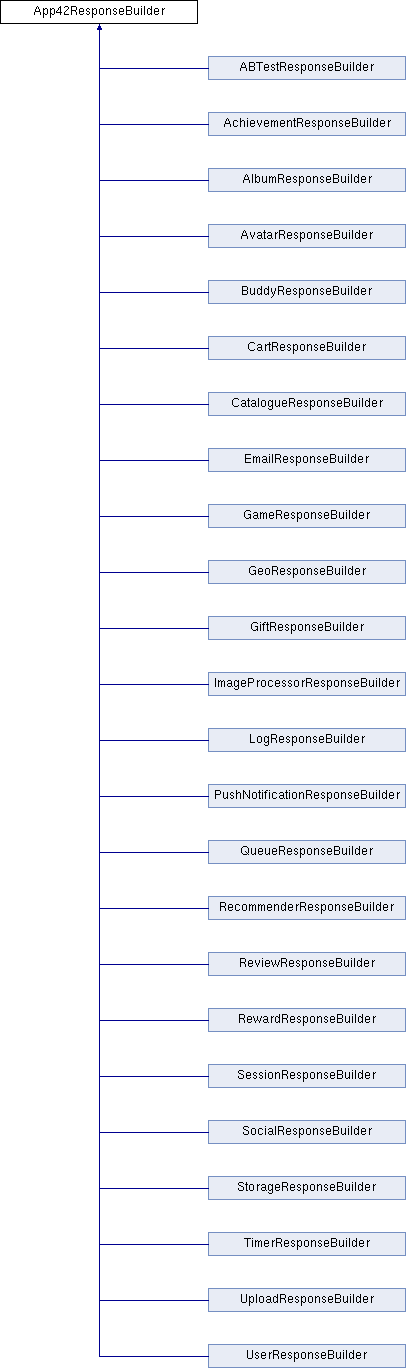 App42ResponseBuilder
ABTestResponseBuilder
AchievementResponseBuilder
AlbumResponseBuilder
AvatarResponseBuilder
BuddyResponseBuilder
CartResponseBuilder
CatalogueResponseBuilder
EmailResponseBuilder
GameResponseBuilder
GeoResponseBuilder
GiftResponseBuilder
ImageProcessorResponseBuilder
LogResponseBuilder
PushNotificationResponseBuilder
QueueResponseBuilder
RecommenderResponseBuilder
ReviewResponseBuilder
RewardResponseBuilder
SessionResponseBuilder
SocialResponseBuilder
StorageResponseBuilder
TimerResponseBuilder
UploadResponseBuilder
UserResponseBuilder